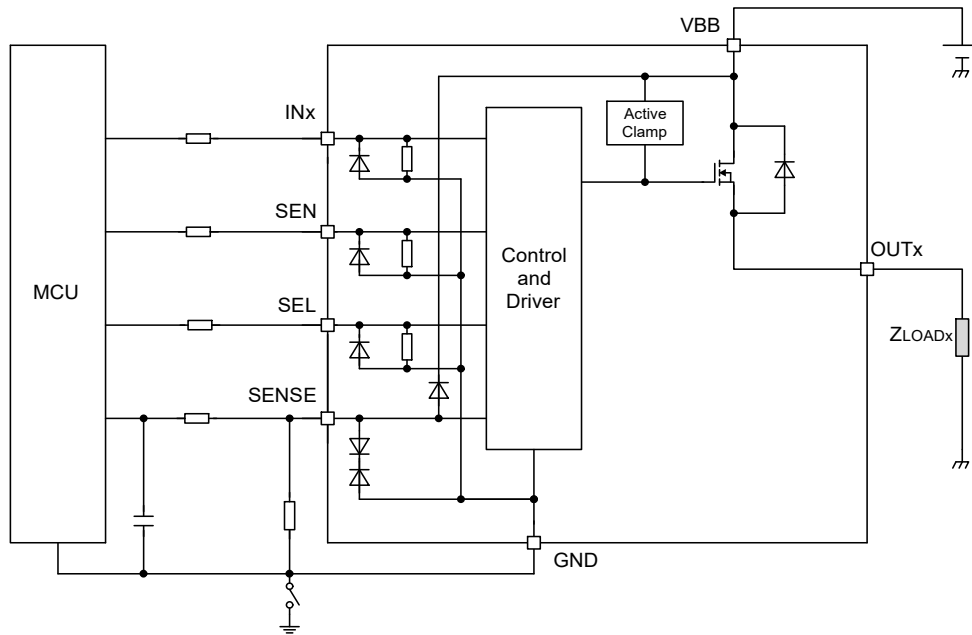 VBB
INx
Active
Clamp
SEN
Control
and
Driver
OUTx
MCU
SEL
ZLOADx
SENSE
GND